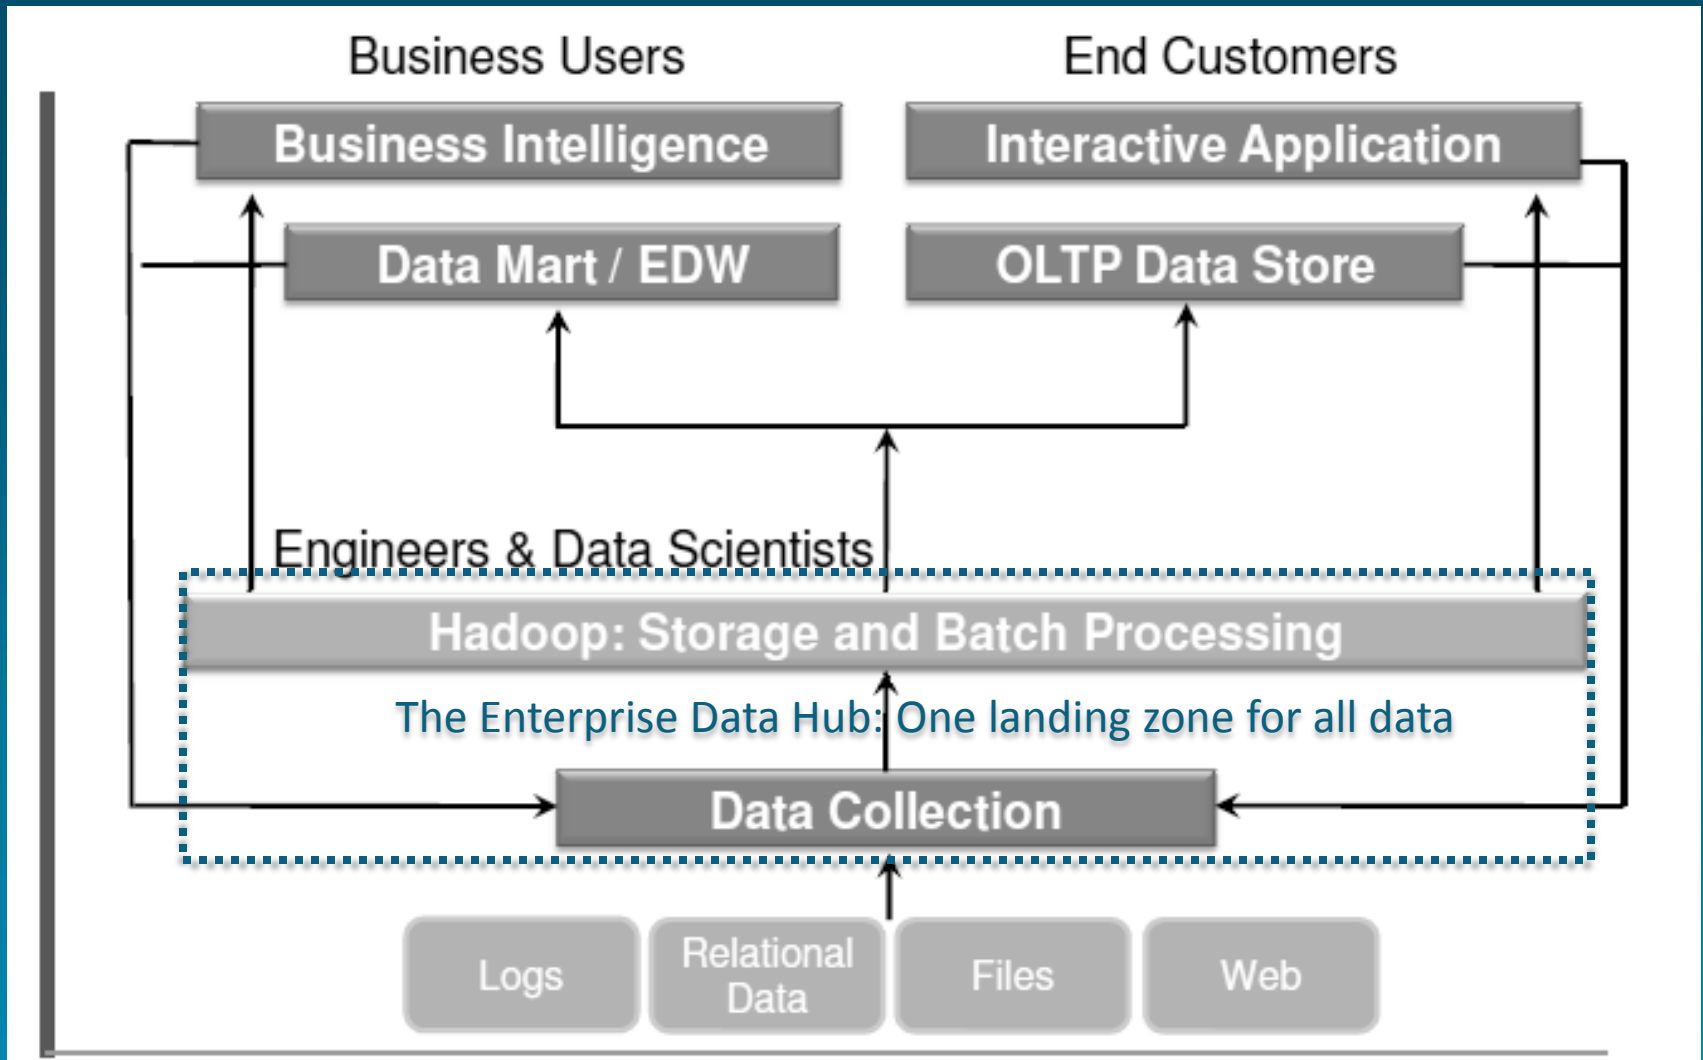 Business Users
End Customers
Business Intelligence
Interactive Application
Data Mart / EDW
OLTP Data Store
Engineers & Data Scientists
Hadoop: Storage and Batch Processing
The Enterprise Data Hub: One landing zone for all data
Data Collection
Logs
Relational
Data
Files
Web